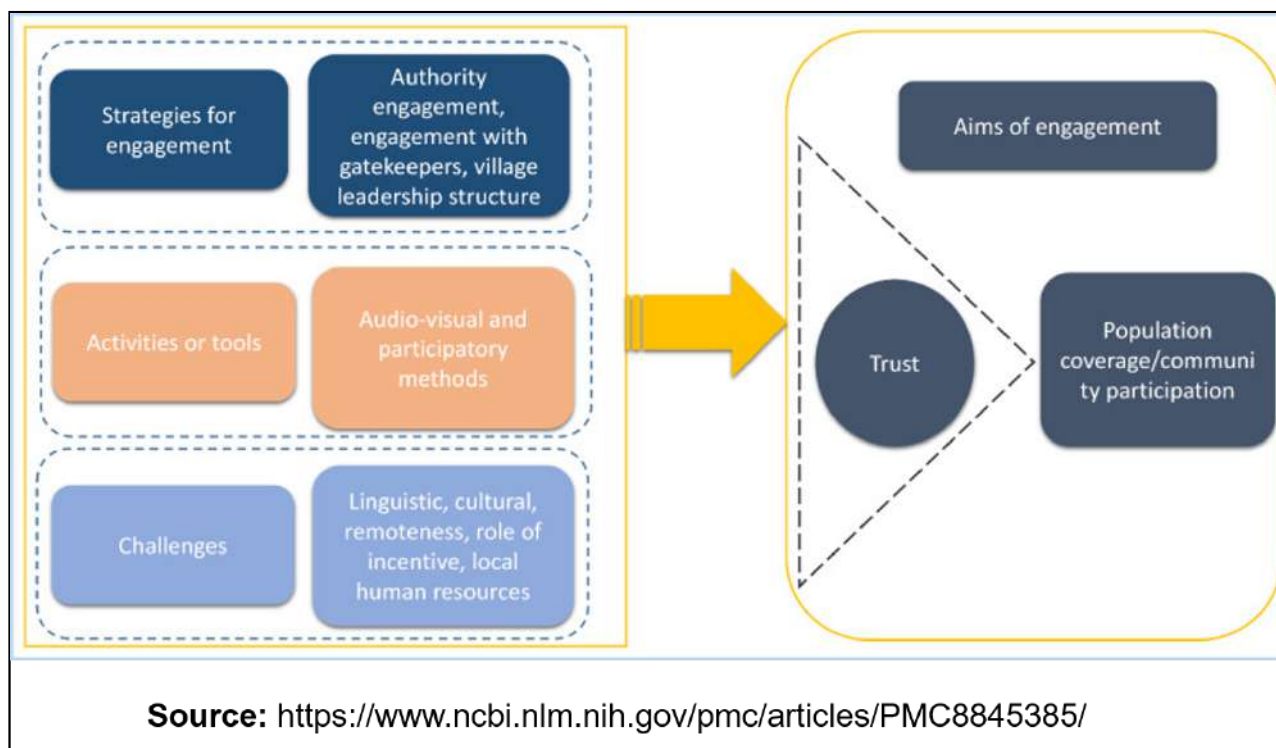 Strategies for
engagement
Authority
engagement,
engagement with
gatekeepers, village
leadership structure
Activities or tools
Audio-visual and
participatory
methods
Challenges
Linguistic, cultural,
remoteness, role of
incentive, local
human resources
Aims of engagement
Trust
Population
coverage/communi
ty participation
Source: https://www.ncbi.nlm.nih.gov/pmc/articles/PMC8845385/